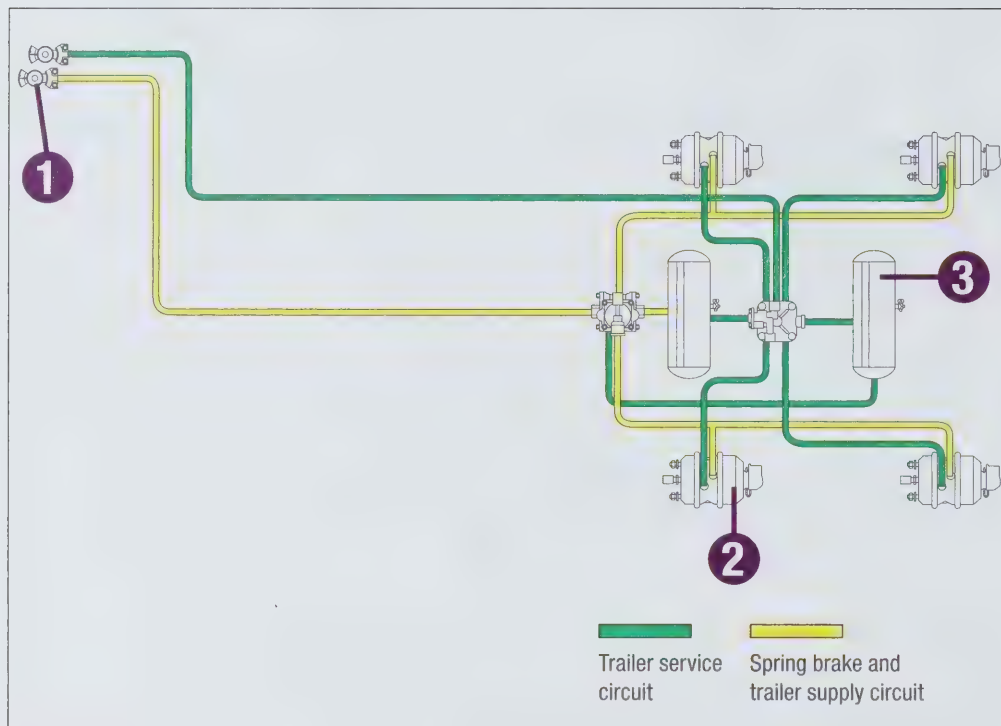 1
3
2
Trailer service
circuit
Spring brake and
trailer supply circuit